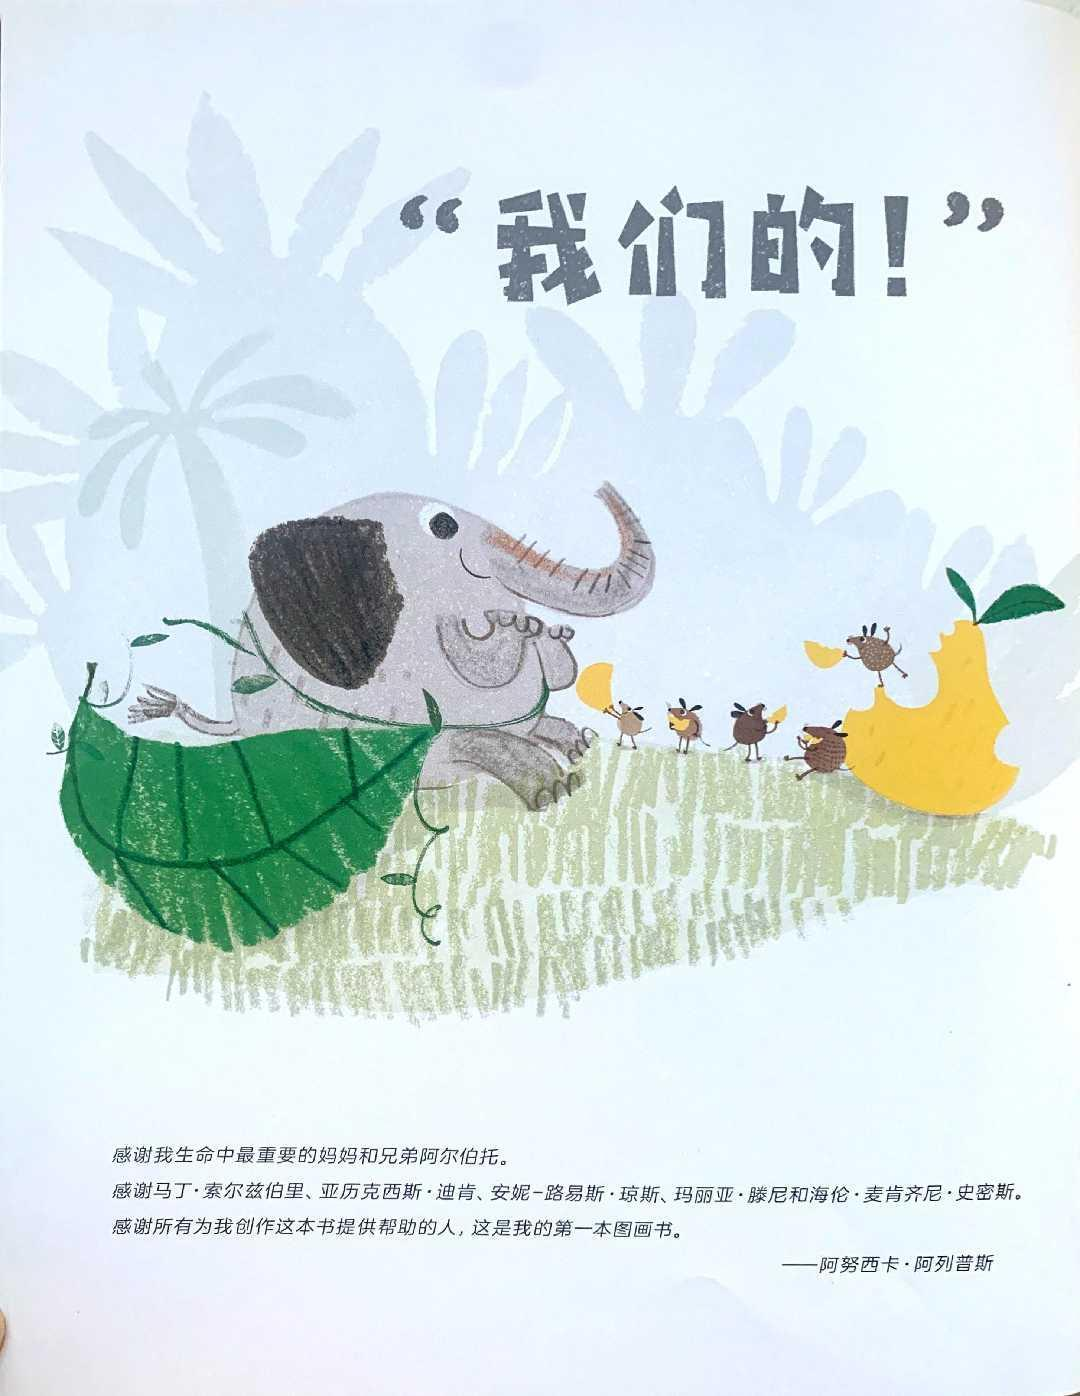 “我们的！”
感谢我生命中最重要的妈妈和兄弟阿尔伯托。
感谢马丁·索尔兹伯里、亚历克西斯·迪肯、安妮－路易斯·琼斯、玛丽亚·滕尼和海伦·麦肯齐尼·史密斯。
感谢所有为我创作这本书提供帮助的人，这是我的第一本图画书。
——阿努西卡·阿列普斯